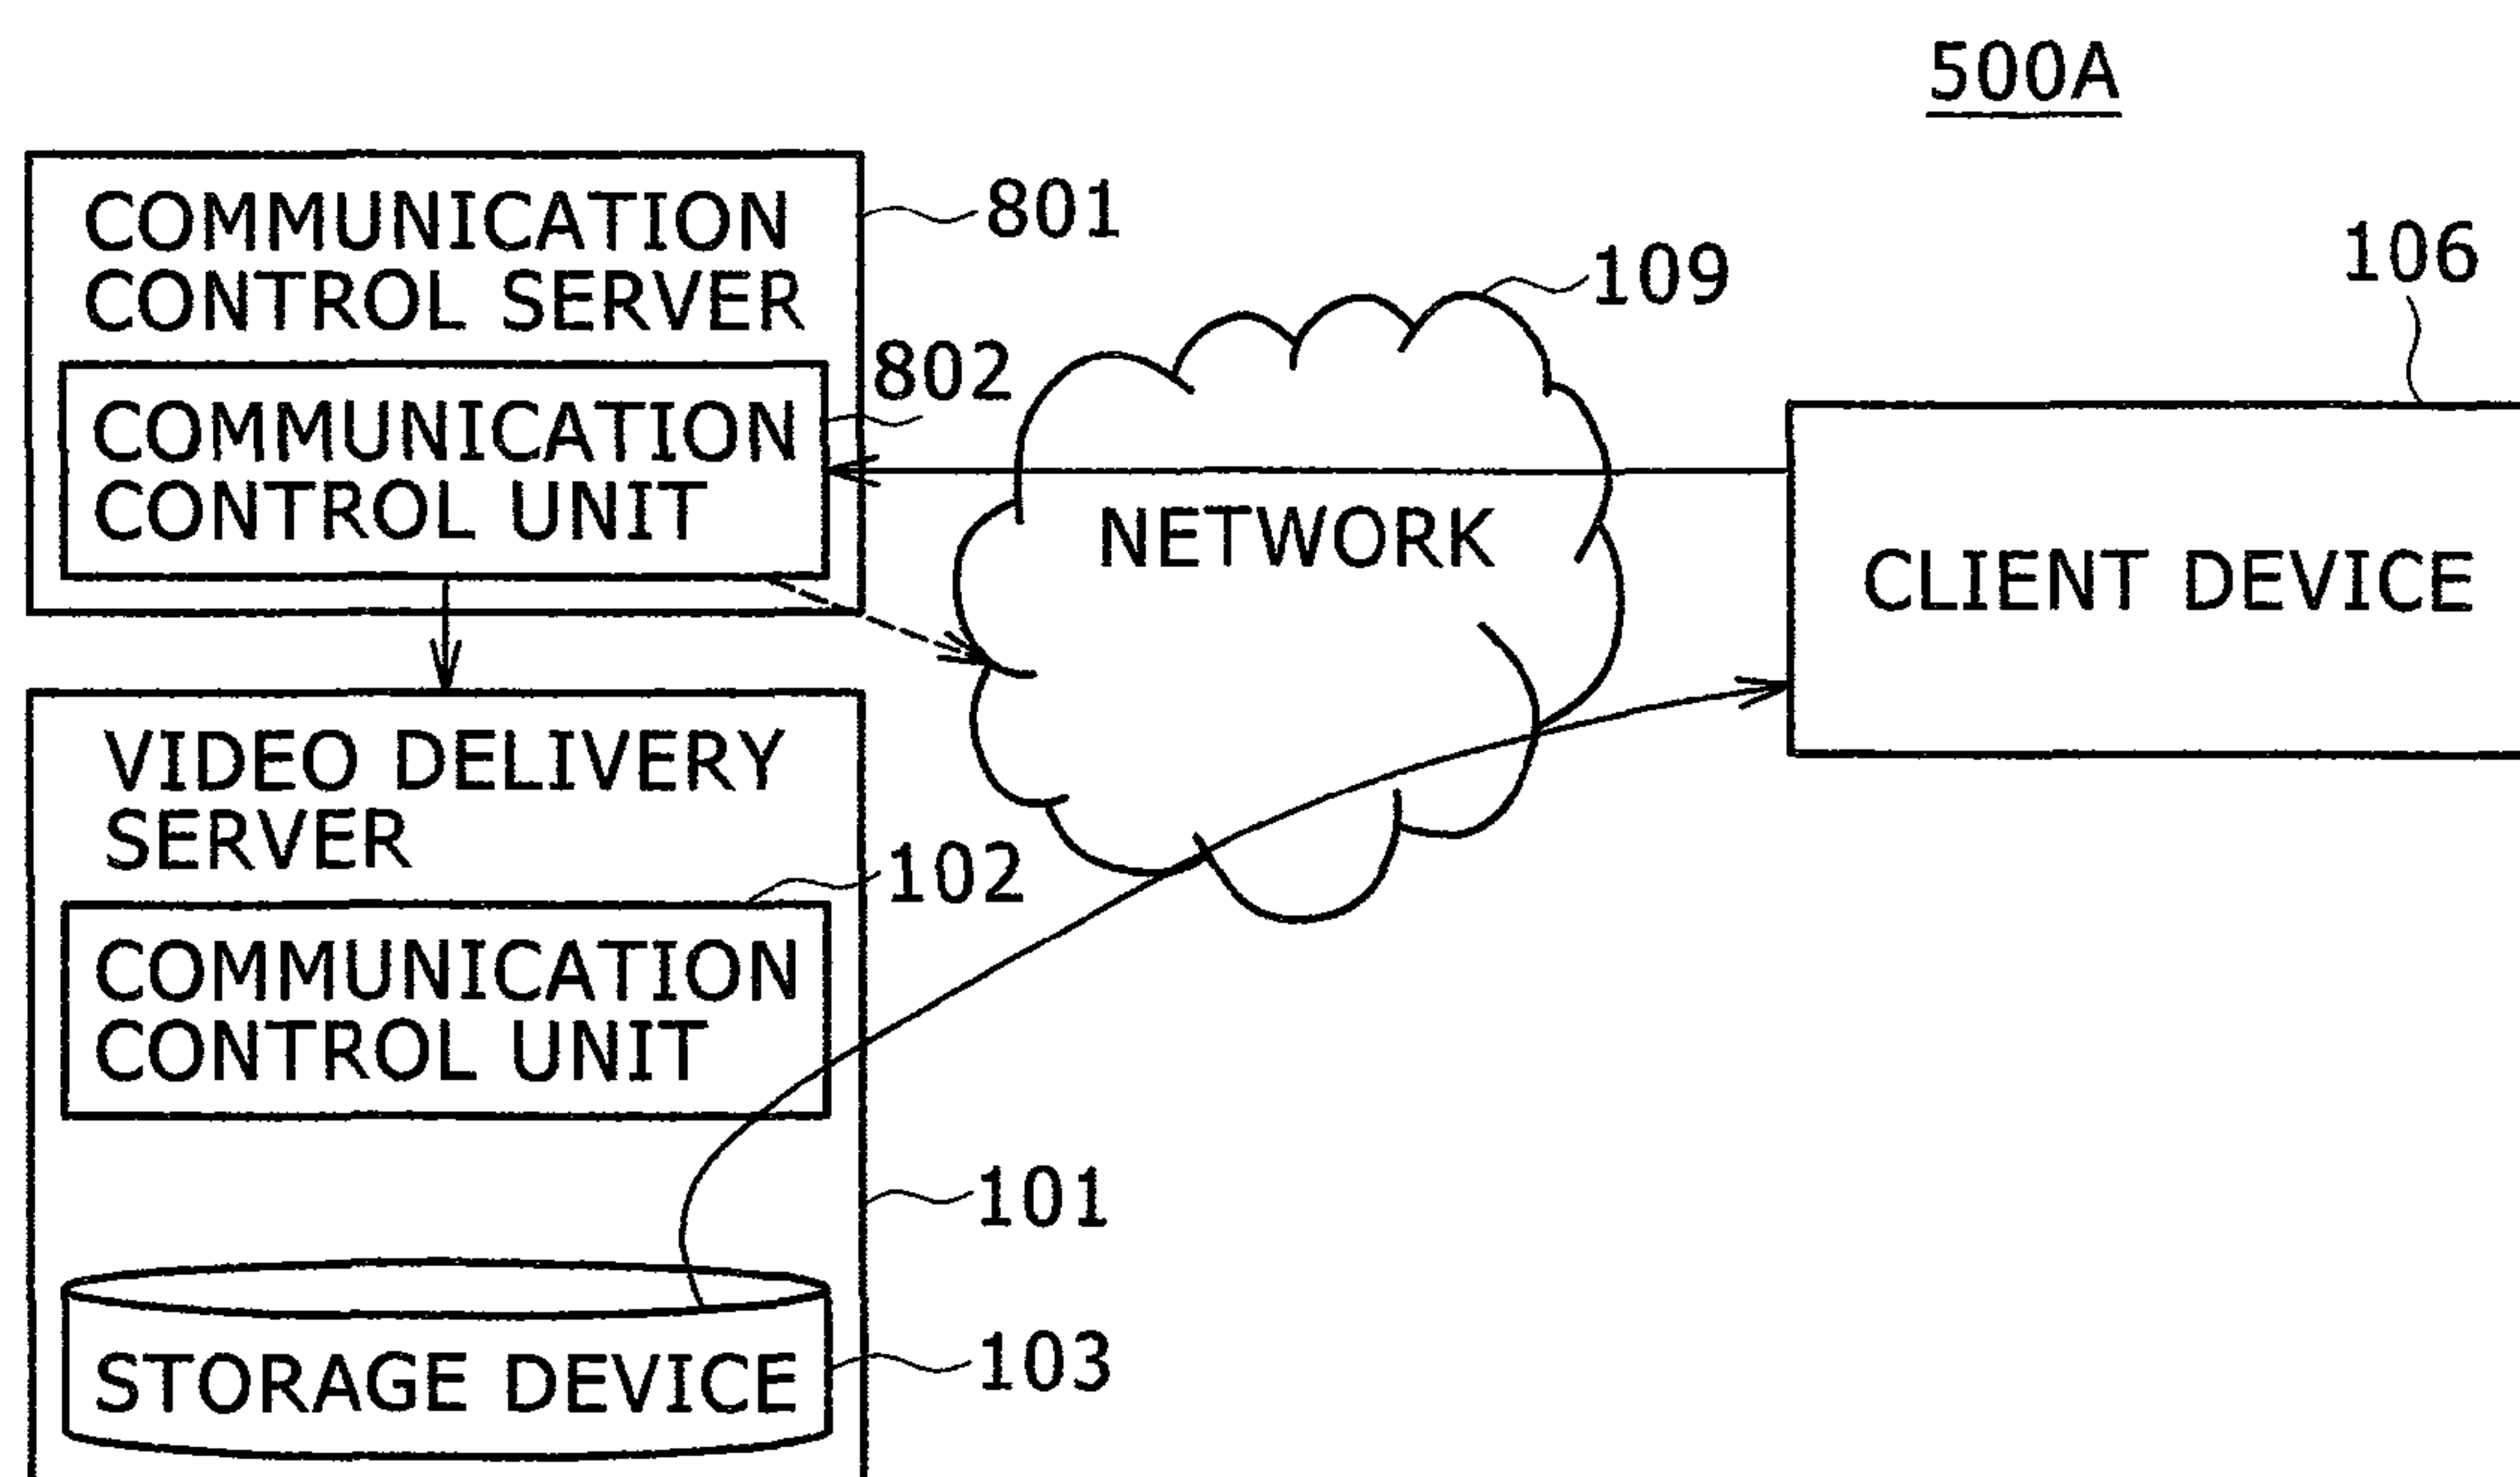 500A
COMMUNICATION
CONTROL SERVER
801
802
COMMUNICATION
CONTROL UNIT
109
NETWORK
106
CLIENT DEVICE
VIDEO DELIVERY
SERVER
102
COMMUNICATION
CONTROL UNIT
101
STORAGE DEVICE
103